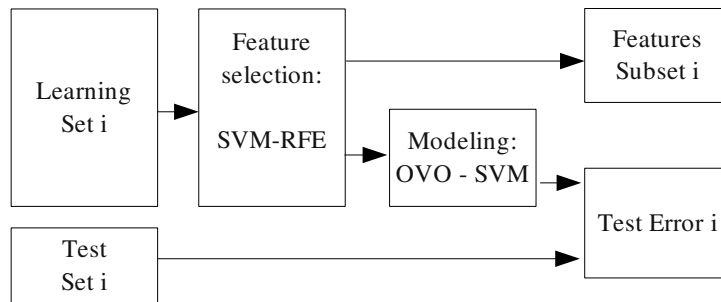 Learning
Set i
Feature
selection:
SVM-RFE
Features
Subset i
Modeling:
OVO - SVM
Test Error i
Test
Set i